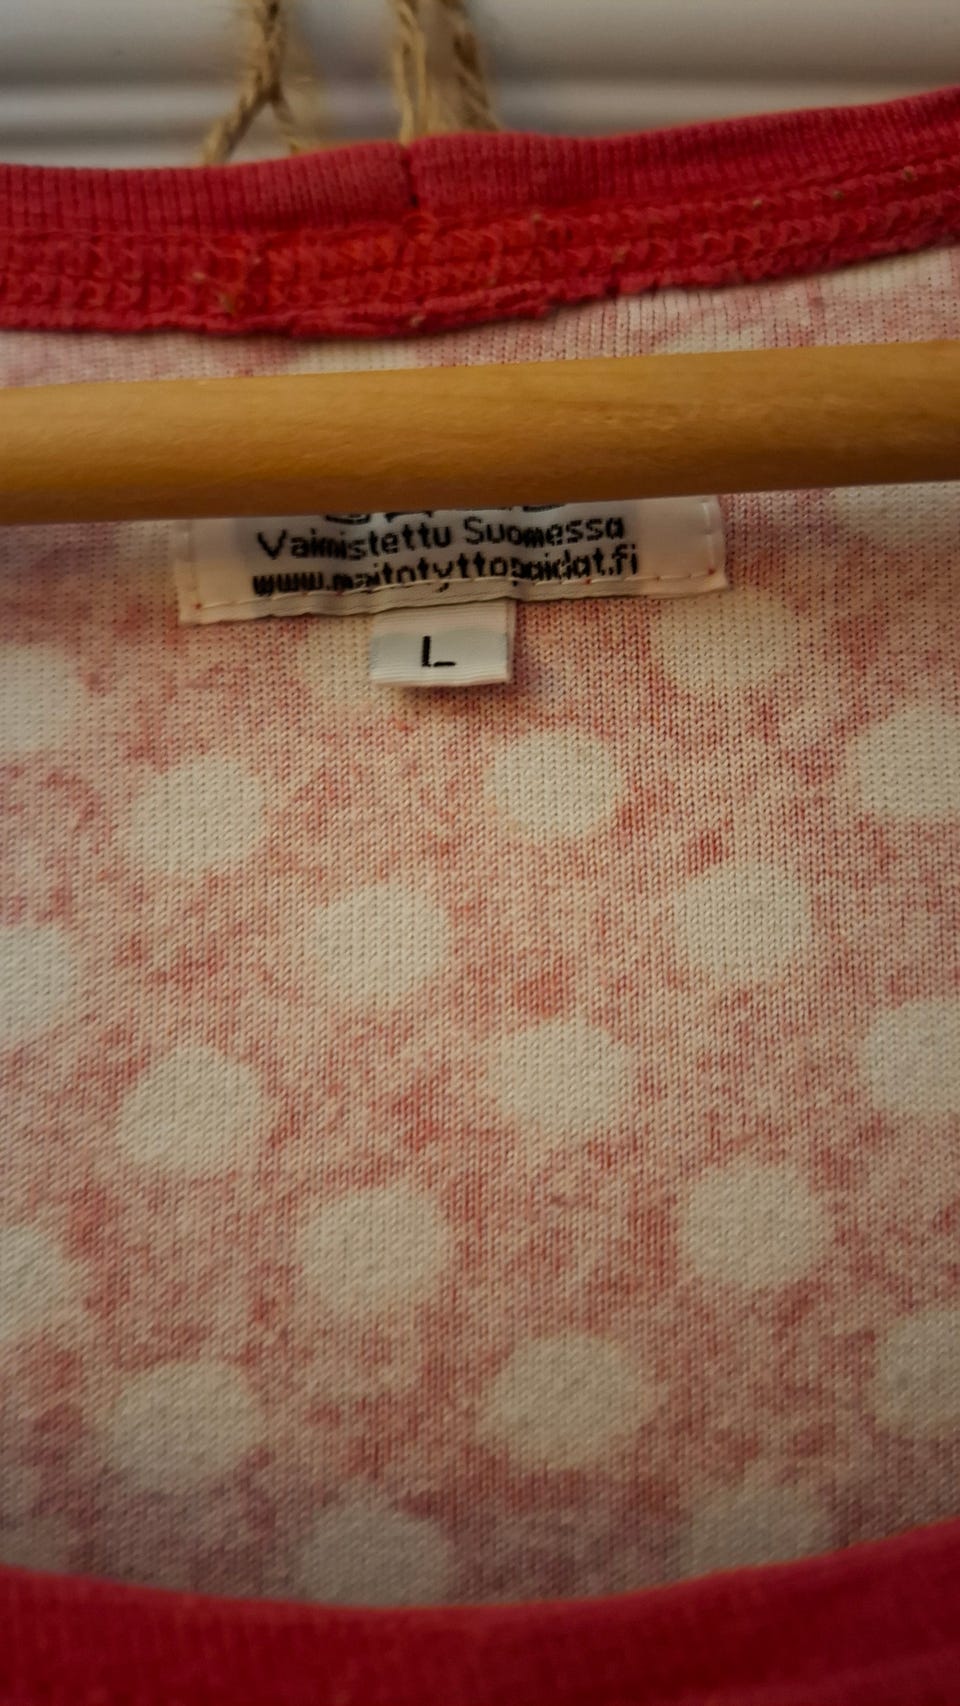 Valmistettu Suomessa
www.maitotyttopaidat.fi
L